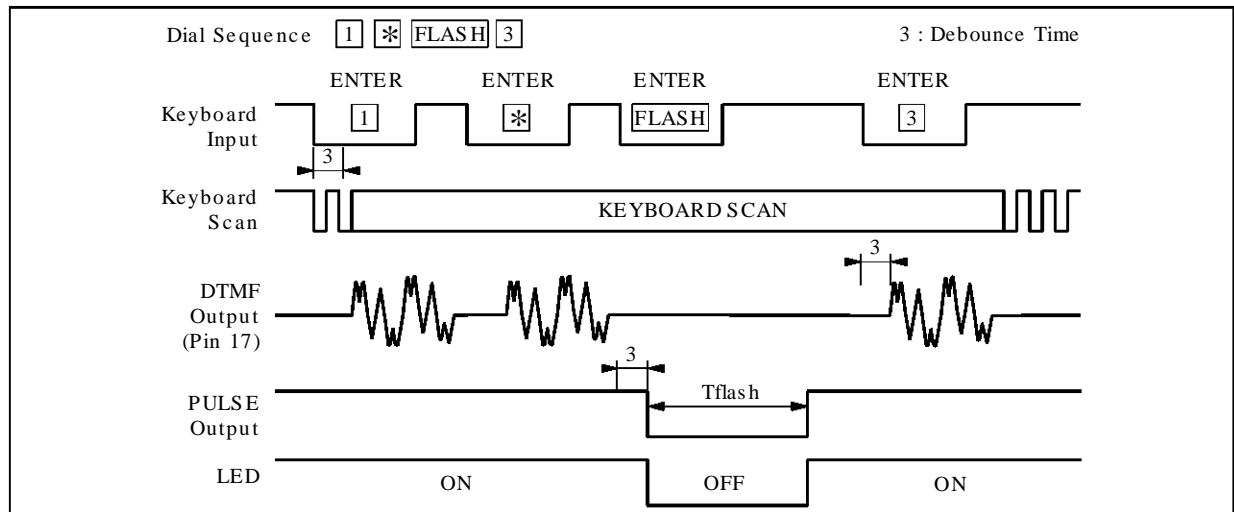 Dial Sequence 1 * FLASH 3
3 : Debounce Time
ENTER ENTER ENTER ENTER
Keyboard Input
1 * FLASH 3
3
Keyboard Scan
KEYBOARD SCAN
3
DTMF
Output
(Pin 17)
3
Tflash
PULSE
Output
LED
ON OFF ON